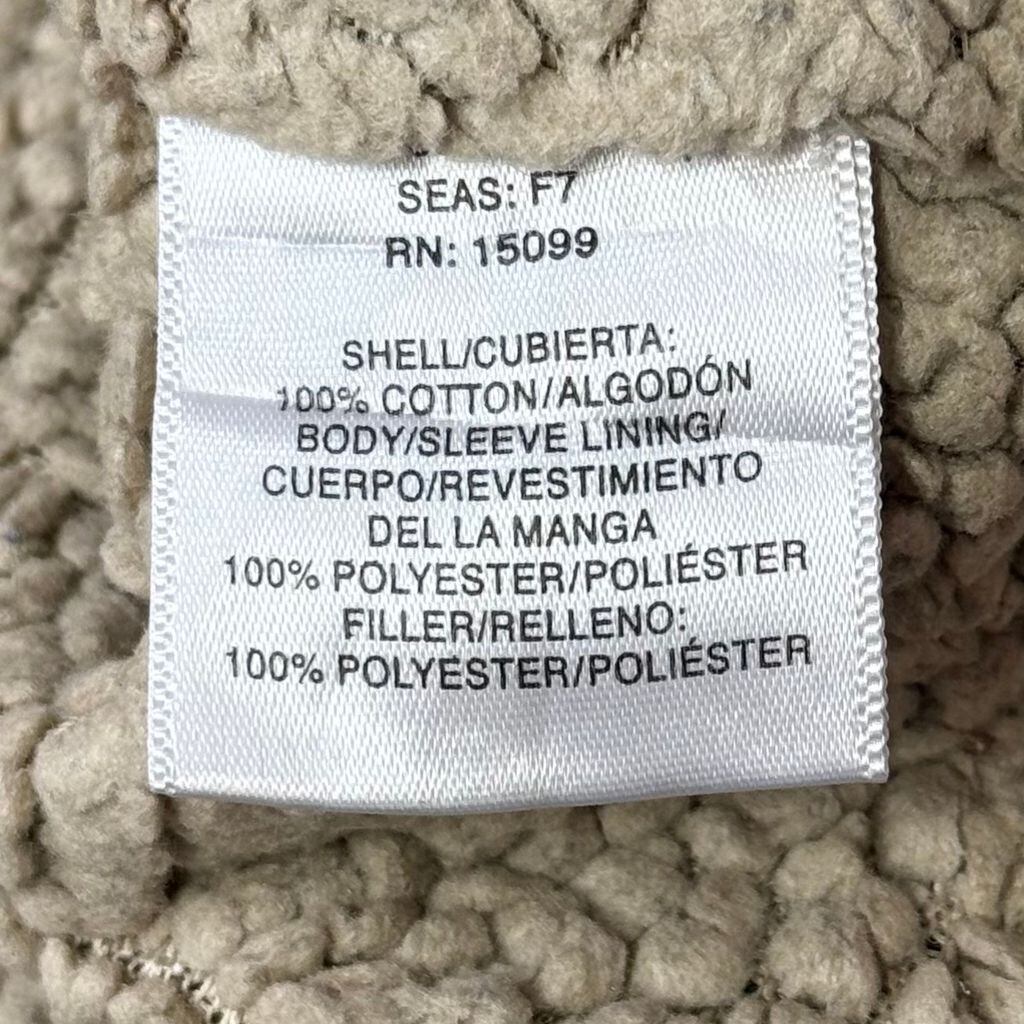 SEAS: F7
RN: 15099
SHELL/CUBIERTA:
100% COTTON/ALGODÓN
BODY/SLEEVE LINING/
CUERPO/REVESTIMIENTO
DEL LA MANGA
100% POLYESTER/POLIÉSTER
FILLER/RELLENO:
100% POLYESTER/POLIÉSTER